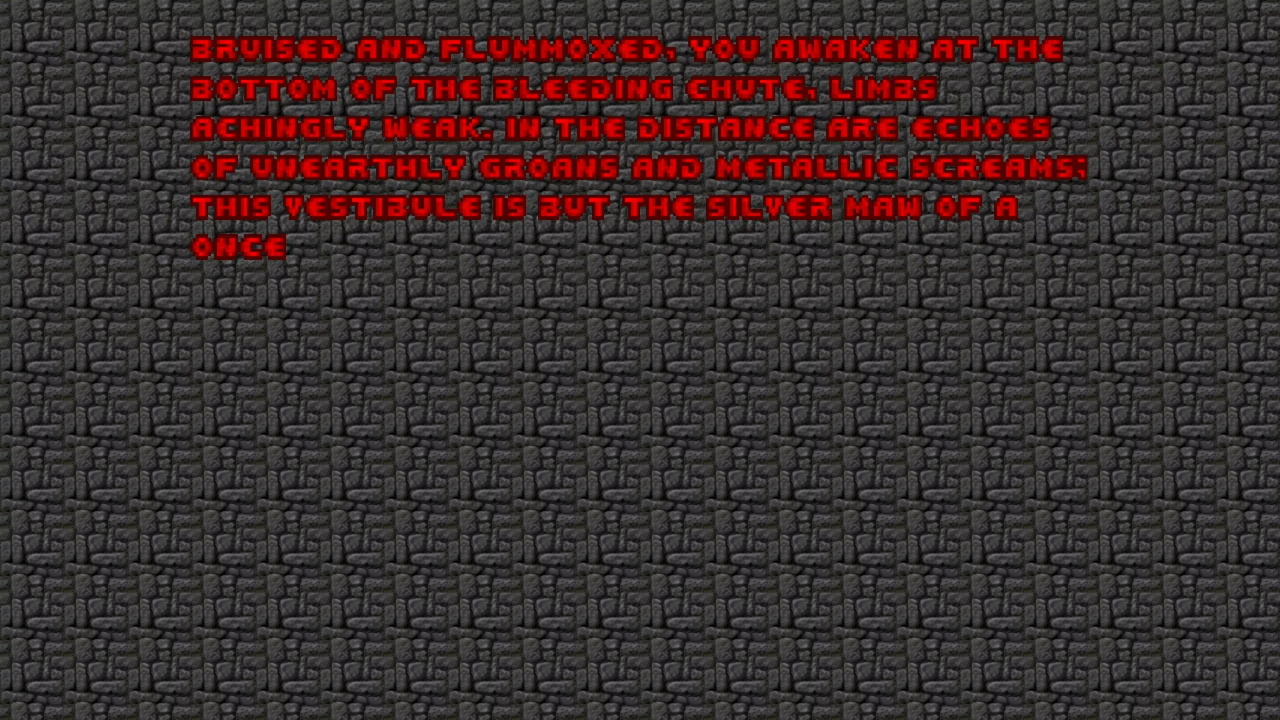 BRUISED AND FLUMMOXED, YOU AWAKEN AT THE
BOTTOM OF THE BLEEDING CHUTE, LIMBS
ACHINGLY WEAK. IN THE DISTANCE ARE ECHOES
OF UNEARTHLY GROANS AND METALLIC SCREAMS;
THIS VESTIBULE IS BUT THE SILVER MAW OF A
ONCE